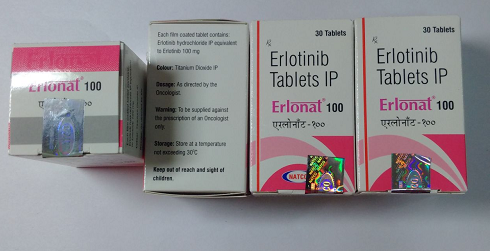 Erlonat 100
एरलोनॉट-१००
Each film coated tablet contains
Erlotinib hydrochloride IP equivalent
to Erlotinib 100 mg
Colour: Titanium Dioxide IP
Dosage: As directed by the
Oncologist.
Warning: To be supplied against
the prescription of an Oncologist
only.
Storage: Store at a temperature
not exceeding 30°C
Keep out of reach and sight of
children.
30 Tablets
Erlotinib
Tablets IP
Erlonat 100
एरलोनॉट-१००
NATCO
30 Tablets
Erlotinib
Tablets IP
Erlonat 100
एरलोनॉट-१००